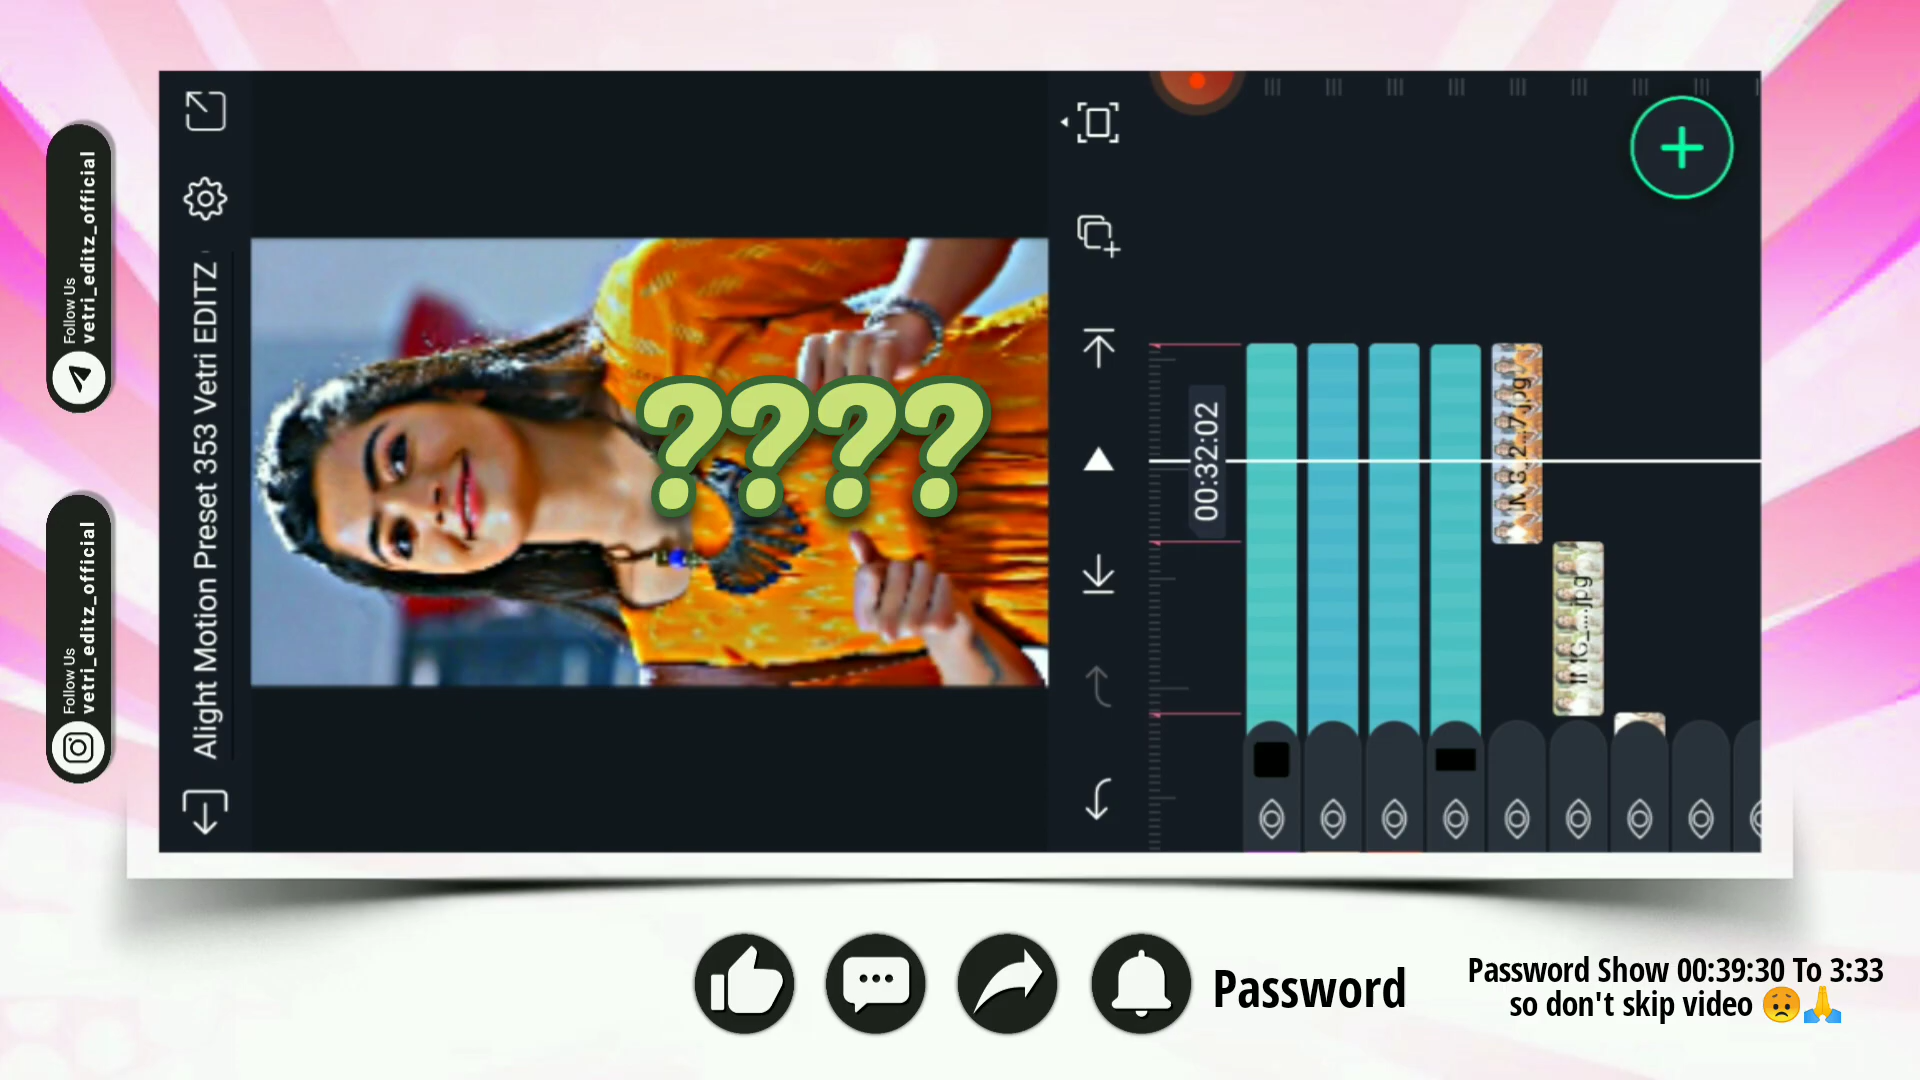 Follow Us
vetri_editz_official
Follow Us
vetri_editz_official
Alight Motion Preset 353 Vetri EDITZ
????
00:32:02
Password
Password Show 00:39:30 To 3:33
so don't skip video 😥🙏